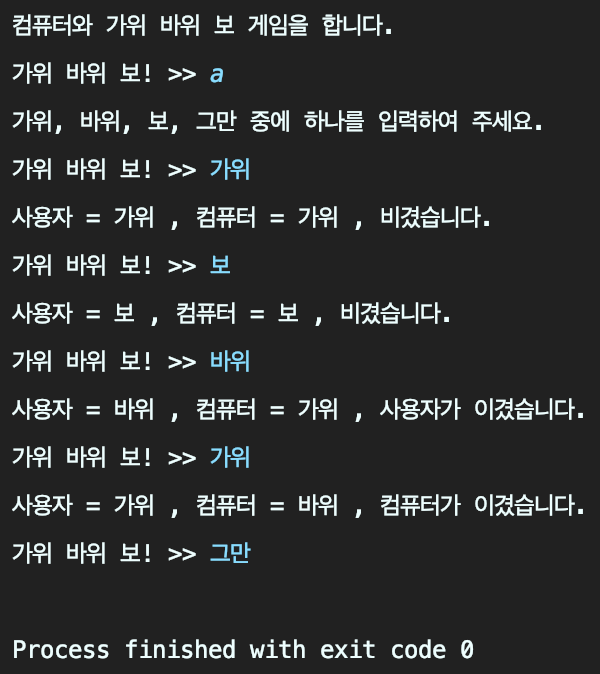 컴퓨터와 가위 바위 보 게임을 합니다.
가위 바위 보! >> a
가위, 바위, 보, 그만 중에 하나를 입력하여 주세요.
가위 바위 보! >> 가위
사용자 = 가위 , 컴퓨터 = 가위 , 비겼습니다.
가위 바위 보! >> 보
사용자 = 보 , 컴퓨터 = 보 , 비겼습니다.
가위 바위 보! >> 바위
사용자 = 바위 , 컴퓨터 = 가위 , 사용자가 이겼습니다.
가위 바위 보! >> 가위
사용자 = 가위 , 컴퓨터 = 바위 , 컴퓨터가 이겼습니다.
가위 바위 보! >> 그만
Process finished with exit code 0